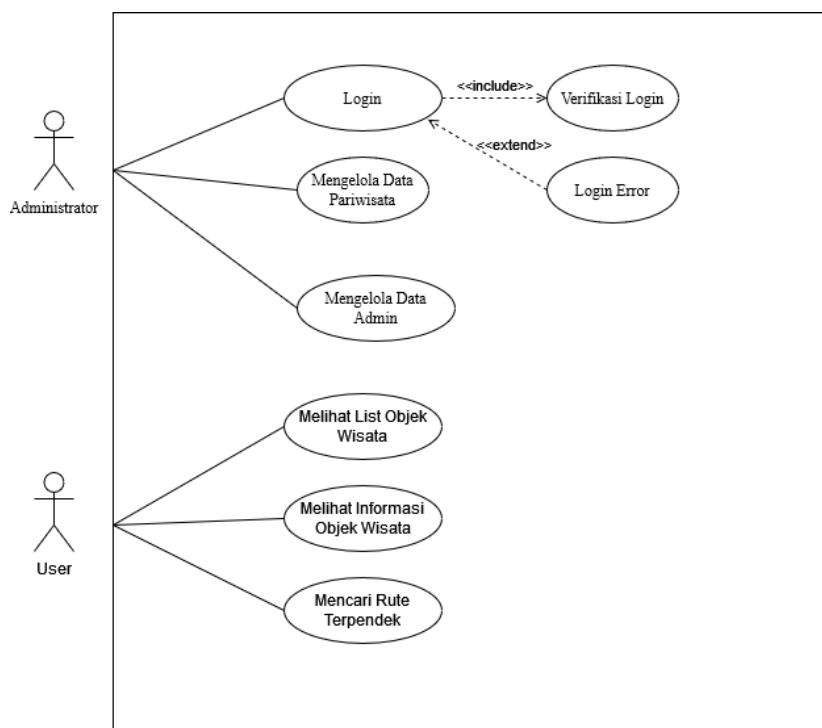 Login
<<include>>
Verifikasi Login
<<extend>>
Login Error
Mengelola Data
Pariwisata
Administrator
Mengelola Data
Admin
Melihat List Objek
Wisata
Melihat Informasi
Objek Wisata
User
Mencari Rute
Terpendek